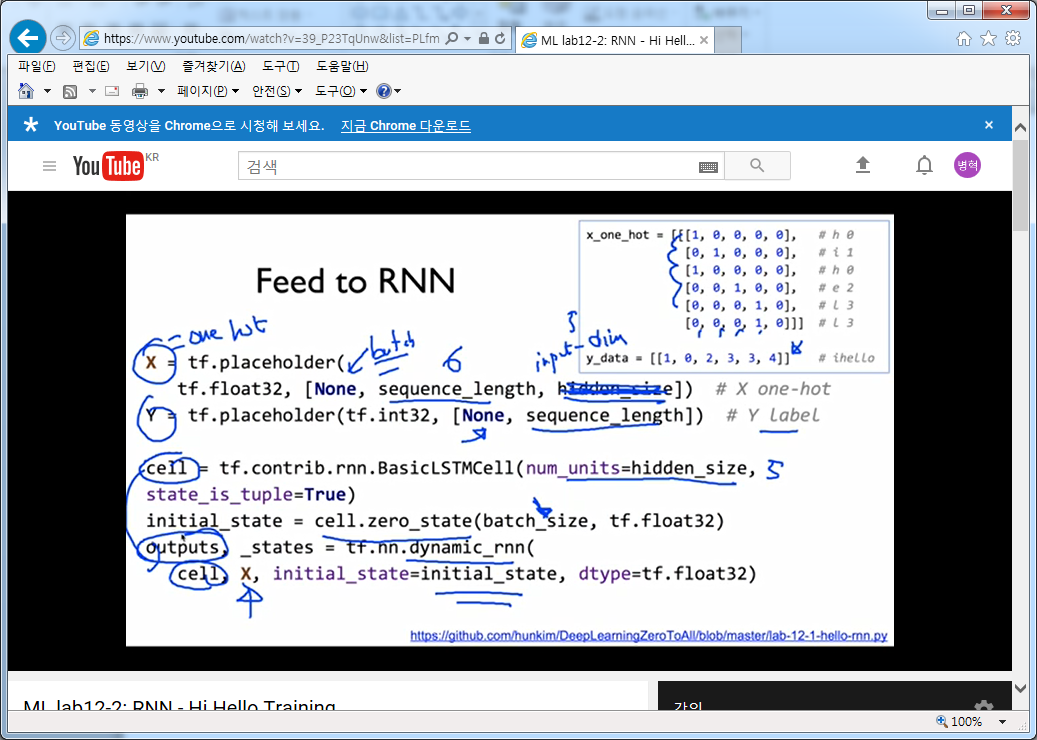 https://www.youtube.com/watch?v=39_P23TqUnw&list=PLfm
ML lab12-2: RNN - Hi Hello...
파일(F) 편집(E) 보기(V) 즐겨찾기(A) 도구(T) 도움말(H)
페이지(P) 안전(S) 도구(O)
YouTube 동영상을 Chrome으로 시청해 보세요. 지금 Chrome 다운로드
YouTube KR
검색
병혁
x_one_hot = [[[1, 0, 0, 0, 0], # h 0
[0, 1, 0, 0, 0], # i 1
[1, 0, 0, 0, 0], # h 0
[0, 0, 1, 0, 0], # e 2
[0, 0, 0, 1, 0], # l 3
[0, 0, 0, 1, 0]]] # l 3
y_data = [[1, 0, 2, 3, 3, 4]] # ihello
Feed to RNN
one hot
batch
6
5
input-dim
X = tf.placeholder(
tf.float32, [None, sequence_length, hidden_size]) # X one-hot
Y = tf.placeholder(tf.int32, [None, sequence_length]) # Y label
cell = tf.contrib.rnn.BasicLSTMCell(num_units=hidden_size, 5
state_is_tuple=True)
initial_state = cell.zero_state(batch_size, tf.float32)
outputs, _states = tf.nn.dynamic_rnn(
cell, X, initial_state=initial_state, dtype=tf.float32)
https://github.com/hunkim/DeepLearningZeroToAll/blob/master/lab-12-1-hello-rnn.py
ML lab12-2: RNN - Hi Hello Training
강의
100%